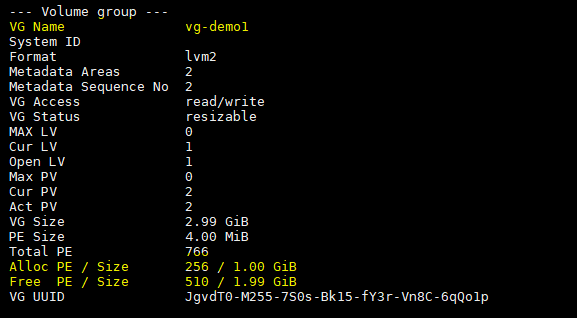 --- Volume group ---
VG Name vg-demo1
System ID
Format lvm2
Metadata Areas 2
Metadata Sequence No 2
VG Access read/write
VG Status resizable
MAX LV 0
Cur LV 1
Open LV 1
Max PV 0
Cur PV 2
Act PV 2
VG Size 2.99 GiB
PE Size 4.00 MiB
Total PE 766
Alloc PE / Size 256 / 1.00 GiB
Free  PE / Size 510 / 1.99 GiB
VG UUID JgvdT0-M255-7S0s-Bk15-fY3r-Vn8C-6qQo1p